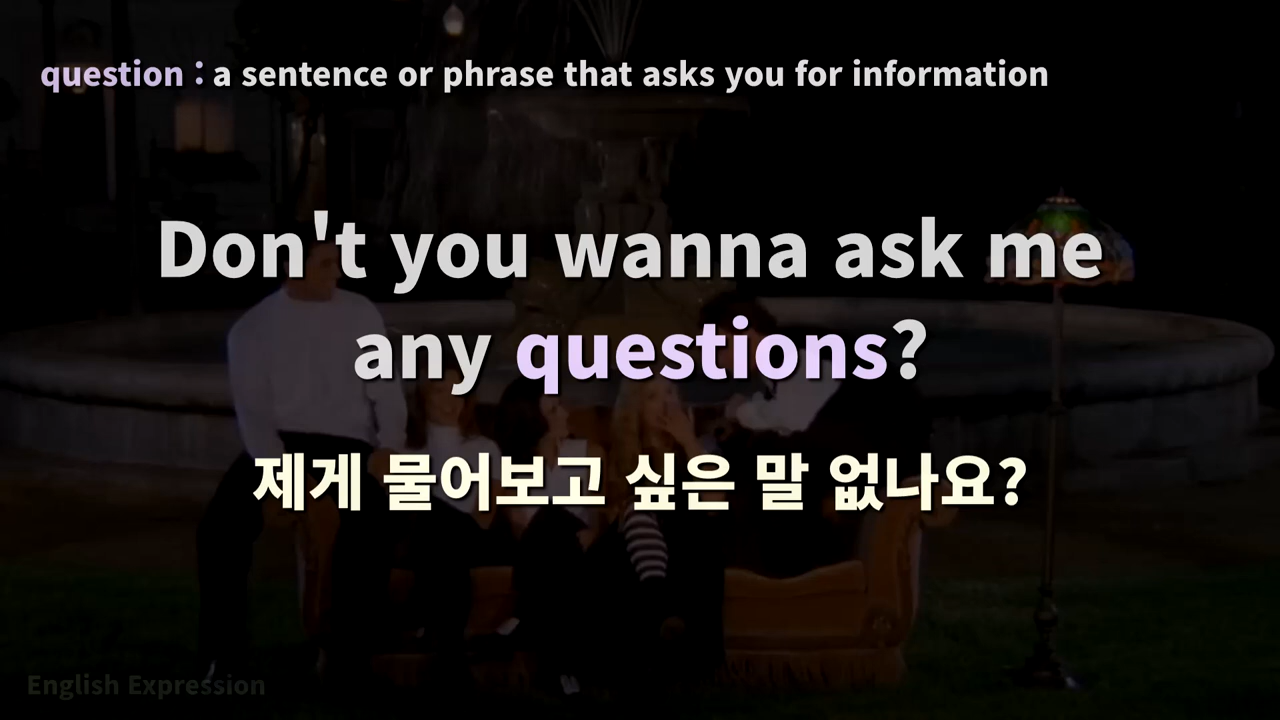 question : a sentence or phrase that asks you for information
Don't you wanna ask me
any questions?
제게 물어보고 싶은 말 없나요?
English Expression